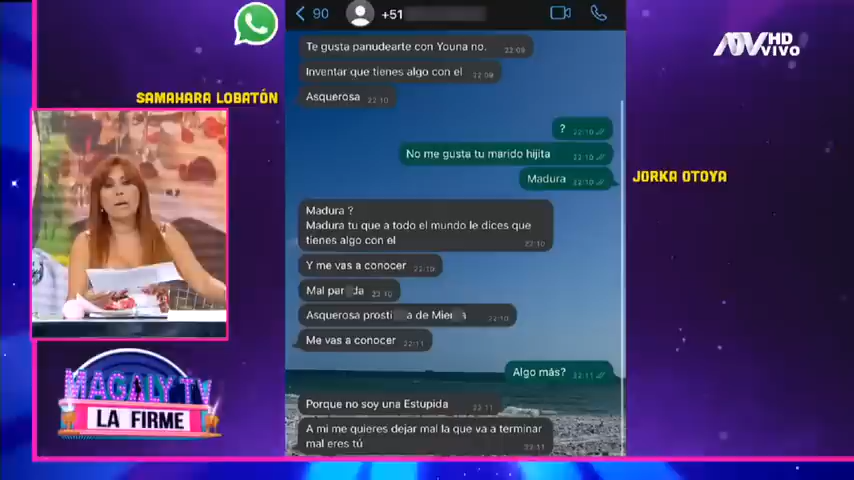 90
+51
ATV HD
VIVO
SAMAHARA LOBATÓN
Te gusta panudearte con Youna no. 22:09
Inventar que tienes algo con el 22:09
Asquerosa 22:10
? 22:10
No me gusta tu marido hijita 22:10
Madura 22:10
JORKA OTOYA
Madura ?
Madura tu que a todo el mundo le dices que
tienes algo con el 22:10
Y me vas a conocer 22:10
Mal par da 22:10
Asquerosa prosti a de Mier a 22:10
Me vas a conocer 22:11
Algo más? 22:11
Porque no soy una Estupida 22:11
A mi me quieres dejar mal la que va a terminar
mal eres tú 22:11
MAGALY TV
LA FIRME